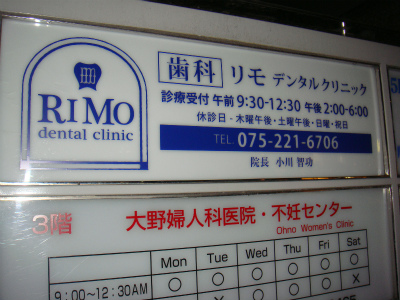 RIMO
dental clinic
歯科 リモ デンタルクリニック
診療受付 午前 9:30-12:30 午後 2:00-6:00
休診日 - 木曜午後・土曜午後・日曜・祝日
TEL. 075-221-6706
院長 小川 智功
3階 大野婦人科医院・不妊センター
Ohno Women's Clinic
Mon Tue Wed Thu Fri Sat
9:00~12:30AM ○ ○ ○ ○ ○ ○